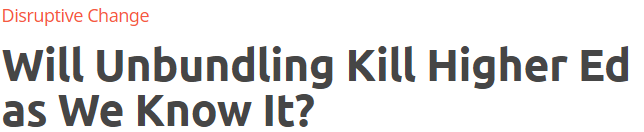 Disruptive Change
Will Unbundling Kill Higher Ed
as We Know It?